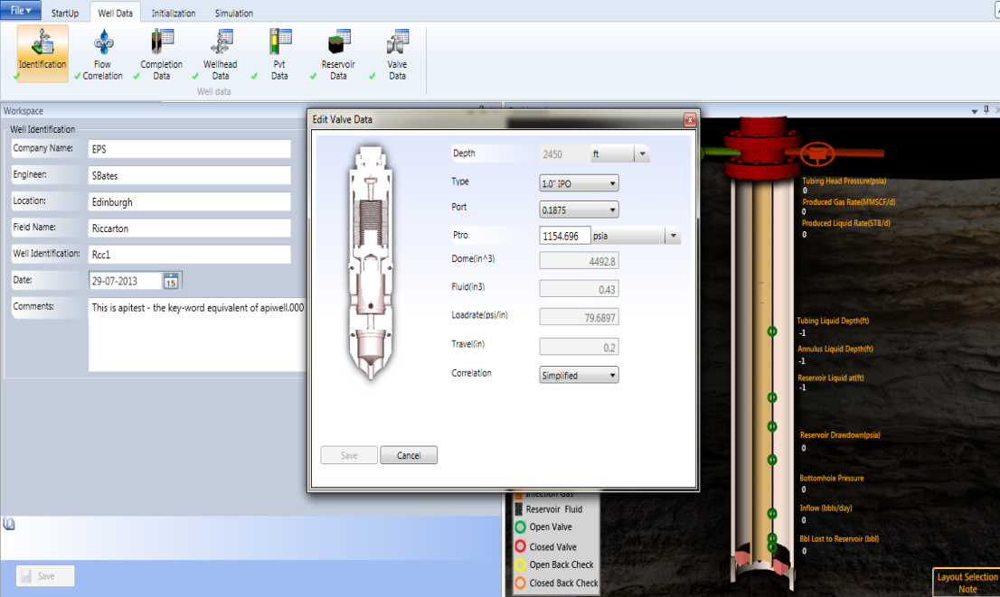 File
StartUp
Well Data
Initialization
Simulation
Identification
Flow
Correlation
Completion
Data
Wellhead
Data
Pvt
Data
Reservoir
Data
Valve
Data
Well data
Workspace
Well Identification
Company Name: EPS
Engineer: SBates
Location: Edinburgh
Field Name: Riccarton
Well Identification: Rcc1
Date: 29-07-2013 15
Comments: This is apitest - the key-word equivalent of apiwell.000
Save
Edit Valve Data
Depth 2450 ft
Type 1.0" IPO
Port 0.1875
Ptro 1154.696 psia
Dome(in^3) 4492.8
Fluid(in3) 0.43
Loadrate(psi/in) 79.6897
Travel(in) 0.2
Correlation Simplified
Save Cancel
Tubing Head Pressure(psia)
0
Produced Gas Rate(MMSCF/d)
0
Produced Liquid Rate(STB/d)
0
Tubing Liquid Depth(ft)
-1
Annulus Liquid Depth(ft)
-1
Reservoir Liquid at(ft)
-1
Reservoir Drawdown(psia)
0
Bottomhole Pressure
0
Inflow (bbls/day)
0
Bbl Lost to Reservoir (bbl)
0
Injection Gas
Reservoir Fluid
Open Valve
Closed Valve
Open Back Check
Closed Back Check
Layout Selection
Note